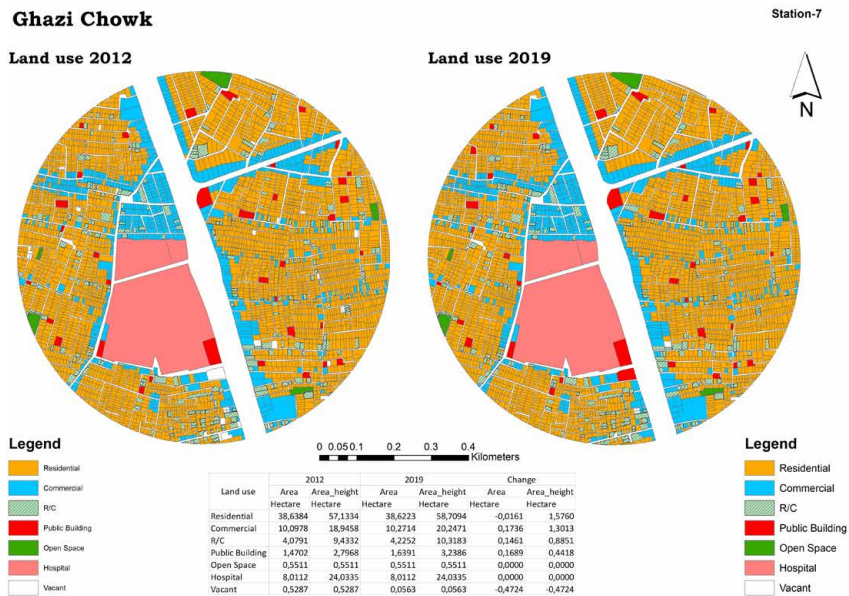 Ghazi Chowk
Station-7
Land use 2012
Land use 2019
N
Legend
Residential
Commercial
R/C
Public Building
Open Space
Hospital
Vacant
0 0.050.1 0.2 0.3 0.4
Kilometers
Land use 2012 2019 Change
Area Area_height Area Area_height Area Area_height
Hectare Hectare Hectare Hectare Hectare Hectare
Residential 38,6384 57,1334 38,6223 58,7094 -0,0161 1,5760
Commercial 10,0978 18,9458 10,2714 20,2471 0,1736 1,3013
R/C 4,0791 9,4332 4,2252 10,3183 0,1461 0,8851
Public Building 1,4702 2,7968 1,6391 3,2386 0,1689 0,4418
Open Space 0,5511 0,5511 0,5511 0,5511 0,0000 0,0000
Hospital 8,0112 24,0335 8,0112 24,0335 0,0000 0,0000
Vacant 0,5287 0,5287 0,0563 0,0563 -0,4724 -0,4724
Legend
Residential
Commercial
R/C
Public Building
Open Space
Hospital
Vacant